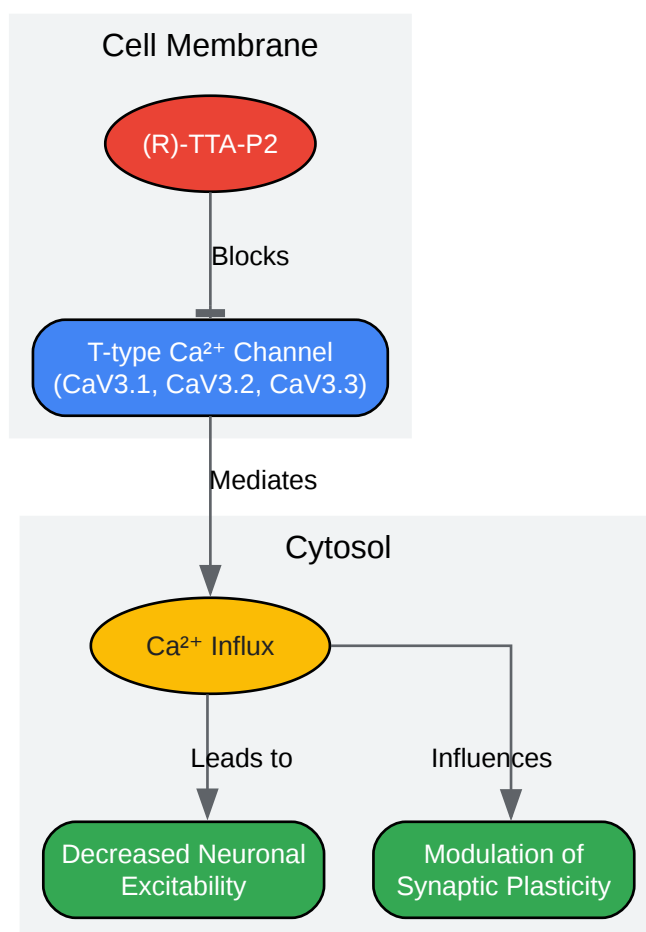 Cell Membrane
(R)-TTA-P2
Blocks
T-type Ca²⁺ Channel
(CaV3.1, CaV3.2, CaV3.3)
Mediates
Cytosol
Ca²⁺ Influx
Leads to
Influences
Decreased Neuronal
Excitability
Modulation of
Synaptic Plasticity